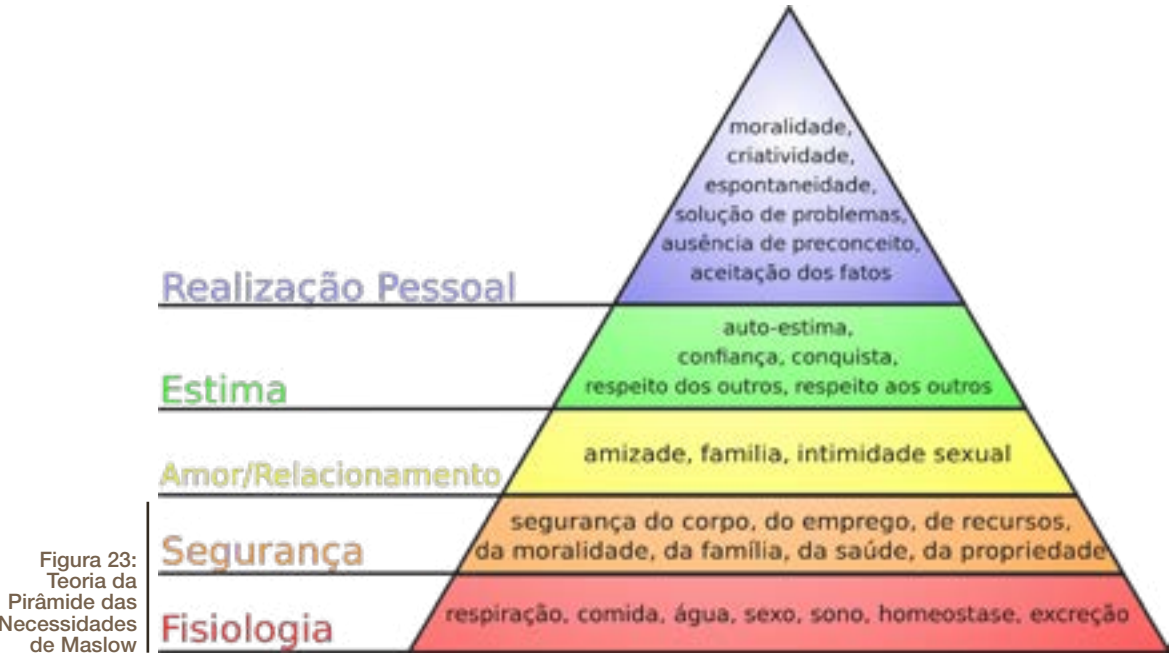 moralidade,
criatividade,
espontaneidade,
solução de problemas,
ausência de preconceito,
aceitação dos fatos
Realização Pessoal
auto-estima,
confiança, conquista,
respeito dos outros, respeito aos outros
Estima
amizade, família, intimidade sexual
Amor/Relacionamento
segurança do corpo, do emprego, de recursos,
da moralidade, da família, da saúde, da propriedade
Segurança
respiração, comida, água, sexo, sono, homeostase, excreção
Fisiologia
Figura 23:
Teoria da
Pirâmide das
Necessidades
de Maslow